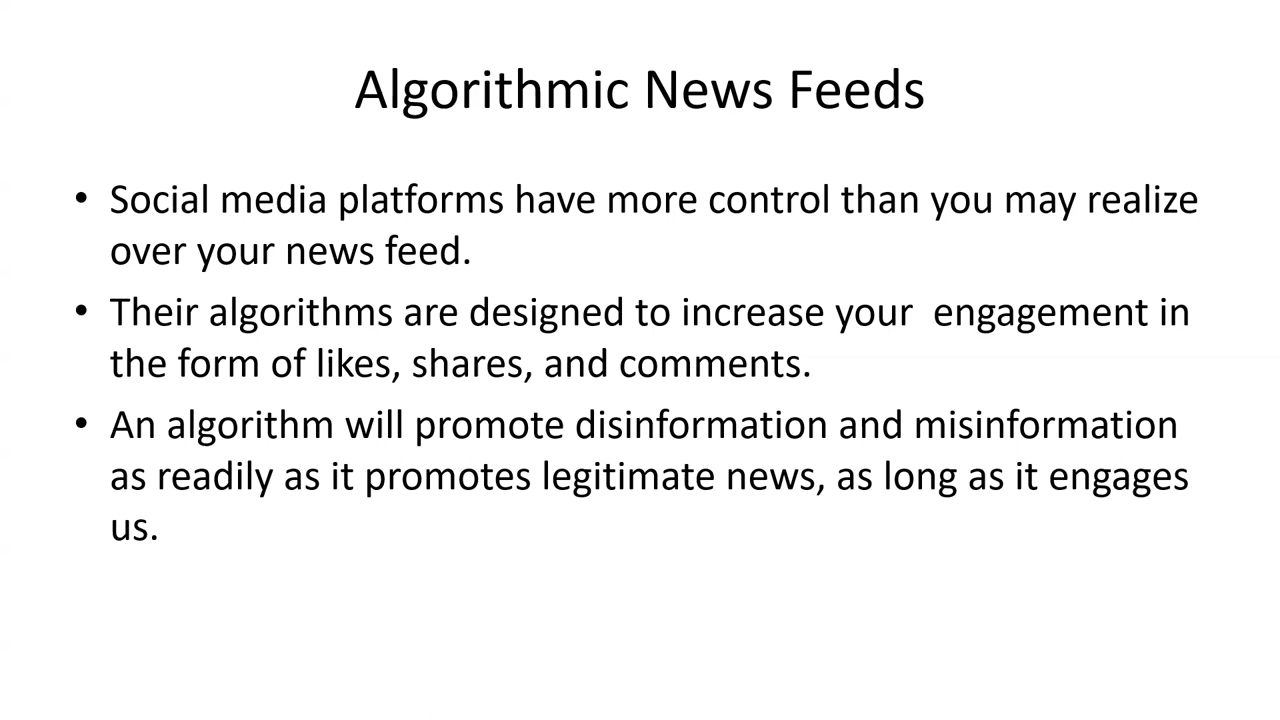 Algorithmic News Feeds
• Social media platforms have more control than you may realize
over your news feed.
• Their algorithms are designed to increase your  engagement in
the form of likes, shares, and comments.
• An algorithm will promote disinformation and misinformation
as readily as it promotes legitimate news, as long as it engages
us.